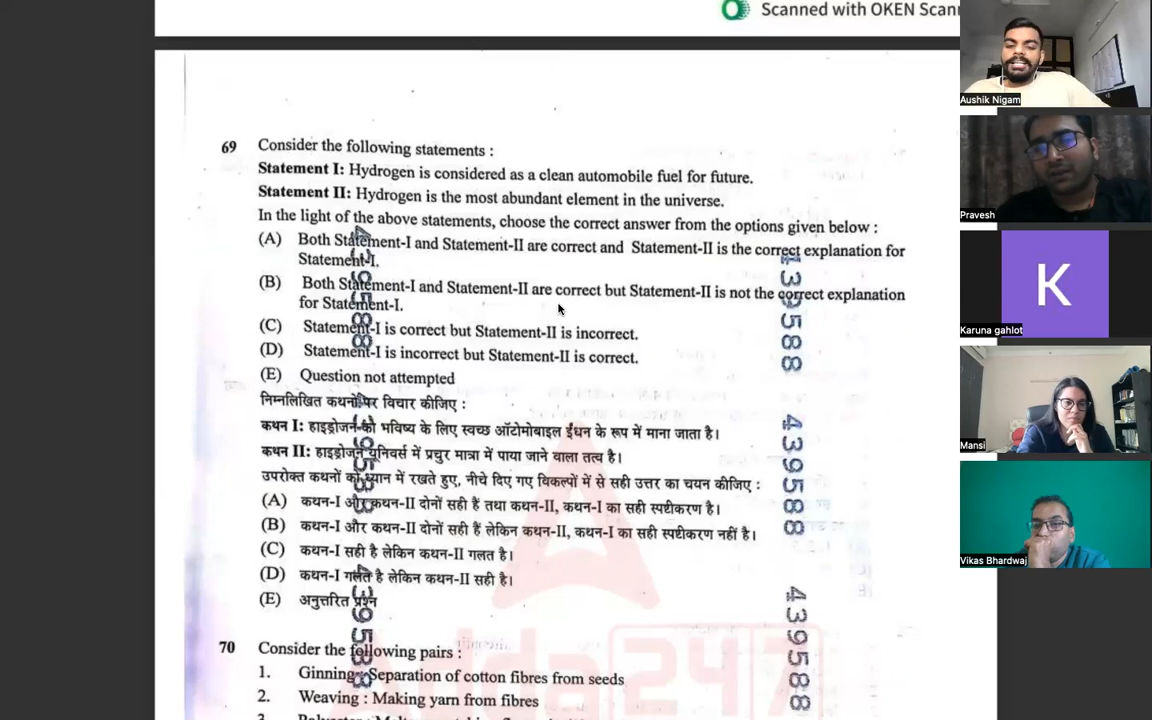 Scanned with OKEN Scan
69 Consider the following statements :
Statement I: Hydrogen is considered as a clean automobile fuel for future.
Statement II: Hydrogen is the most abundant element in the universe.
In the light of the above statements, choose the correct answer from the options given below :
(A) Both Statement-I and Statement-II are correct and Statement-II is the correct explanation for
Statement-I.
(B) Both Statement-I and Statement-II are correct but Statement-II is not the correct explanation
for Statement-I.
(C) Statement-I is correct but Statement-II is incorrect.
(D) Statement-I is incorrect but Statement-II is correct.
(E) Question not attempted
निम्नलिखित कथनों पर विचार कीजिए :
कथन I: हाइड्रोजन को भविष्य के लिए स्वच्छ ऑटोमोबाइल ईंधन के रूप में माना जाता है।
कथन II: हाइड्रोजन यूनिवर्स में प्रचुर मात्रा में पाया जाने वाला तत्व है।
उपरोक्त कथनों को ध्यान में रखते हुए, नीचे दिए गए विकल्पों में से सही उत्तर का चयन कीजिए :
(A) कथन-I और कथन-II दोनों सही हैं तथा कथन-II, कथन-I का सही स्पष्टीकरण है।
(B) कथन-I और कथन-II दोनों सही हैं लेकिन कथन-II, कथन-I का सही स्पष्टीकरण नहीं है।
(C) कथन-I सही है लेकिन कथन-II गलत है।
(D) कथन-I गलत है लेकिन कथन-II सही है।
(E) अनुत्तरित प्रश्न
70 Consider the following pairs :
1. Ginning : Separation of cotton fibres from seeds
2. Weaving : Making yarn from fibres
439588
439588
439588
Adda247
Aushik Nigam
Pravesh
K
Karuna gahlot
Mansi
Vikas Bhardwaj